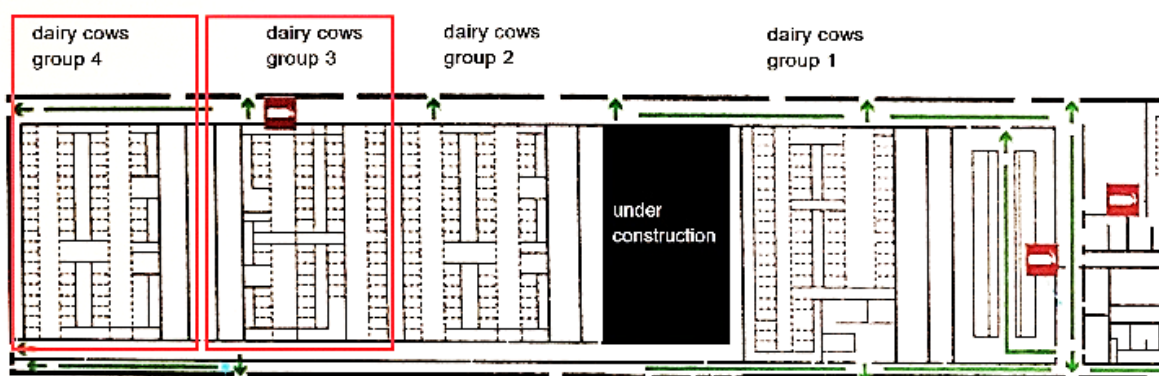 dairy cows
group 4
dairy cows
group 3
dairy cows
group 2
dairy cows
group 1
under
construction